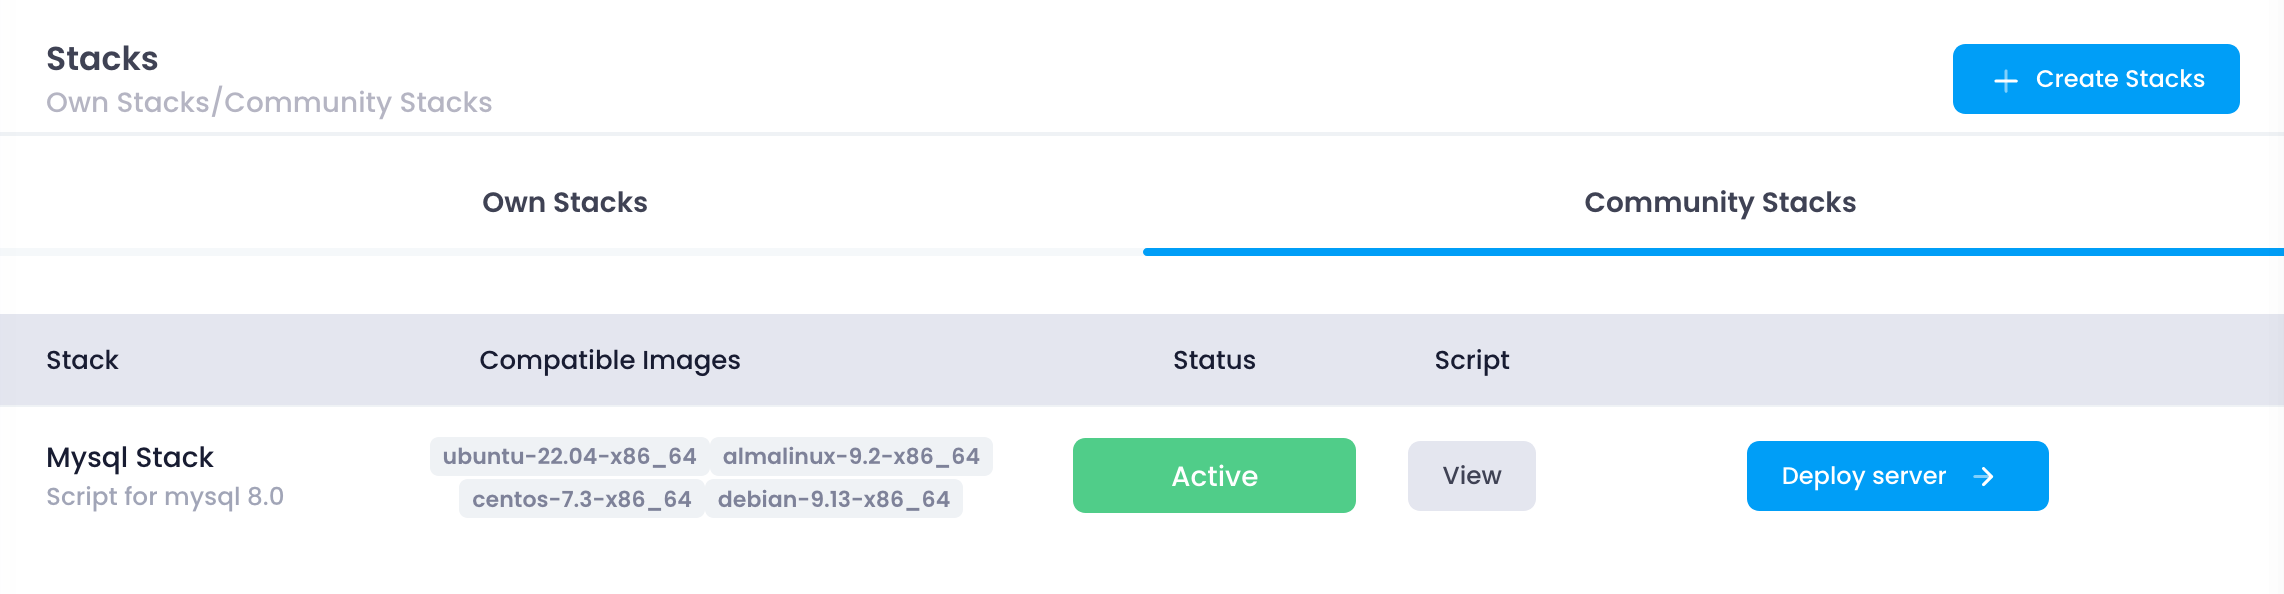 Stacks
Own Stacks/Community Stacks
Create Stacks
Own Stacks
Community Stacks
Stack
Compatible Images
Status
Script
Mysql Stack
Script for mysql 8.0
ubuntu-22.04-x86_64 almalinux-9.2-x86_64
centos-7.3-x86_64 debian-9.13-x86_64
Active
View
Deploy server